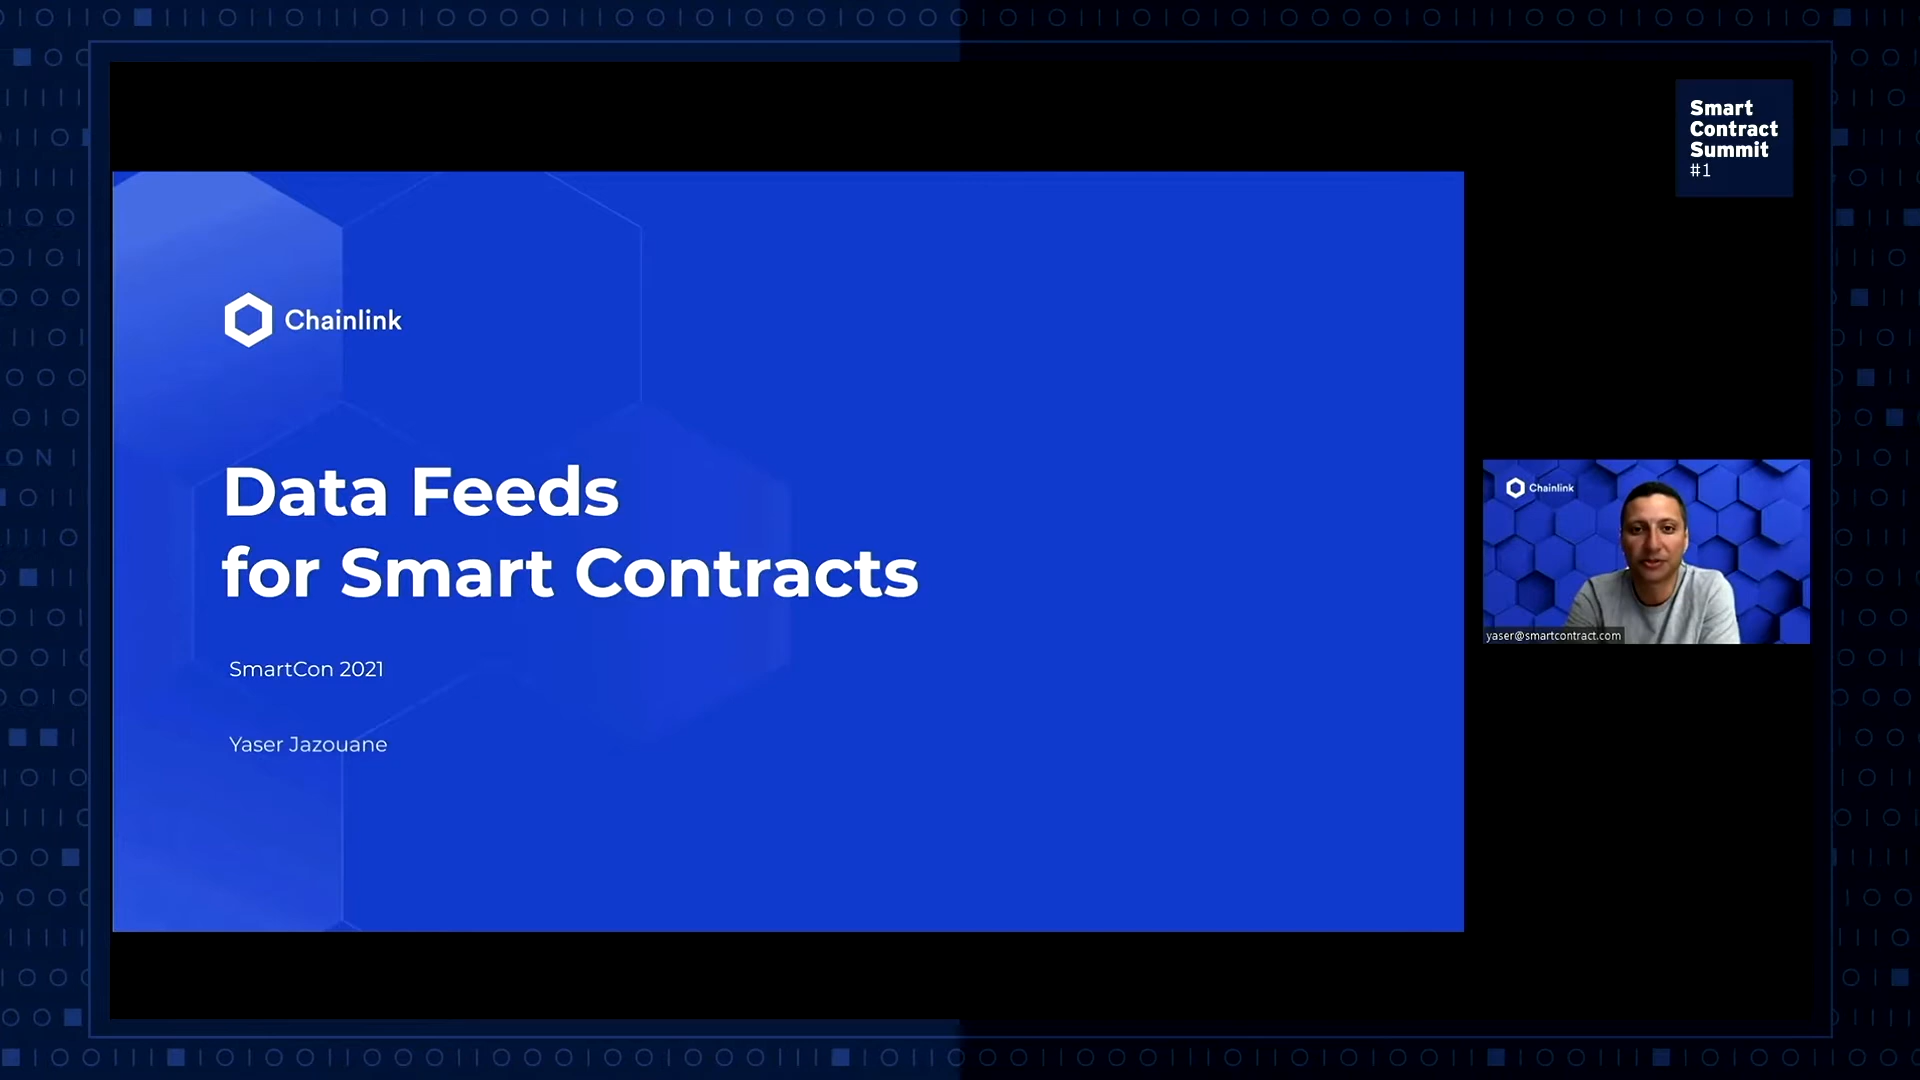 Smart
Contract
Summit
#1
Chainlink
Data Feeds
for Smart Contracts
SmartCon 2021
Yaser Jazouane
Chainlink
yaser@smartcontract.com